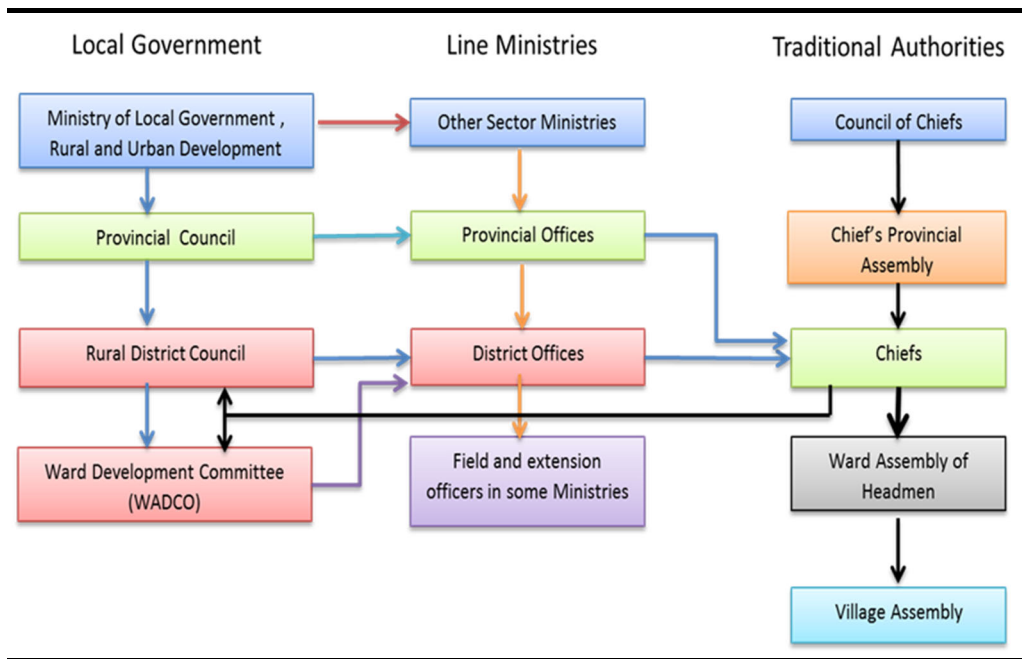 Local Government
Line Ministries
Traditional Authorities
Ministry of Local Government ,
Rural and Urban Development
Other Sector Ministries
Council of Chiefs
Provincial Council
Provincial Offices
Chief’s Provincial
Assembly
Rural District Council
District Offices
Chiefs
Ward Development Committee
(WADCO)
Field and extension
officers in some Ministries
Ward Assembly of
Headmen
Village Assembly